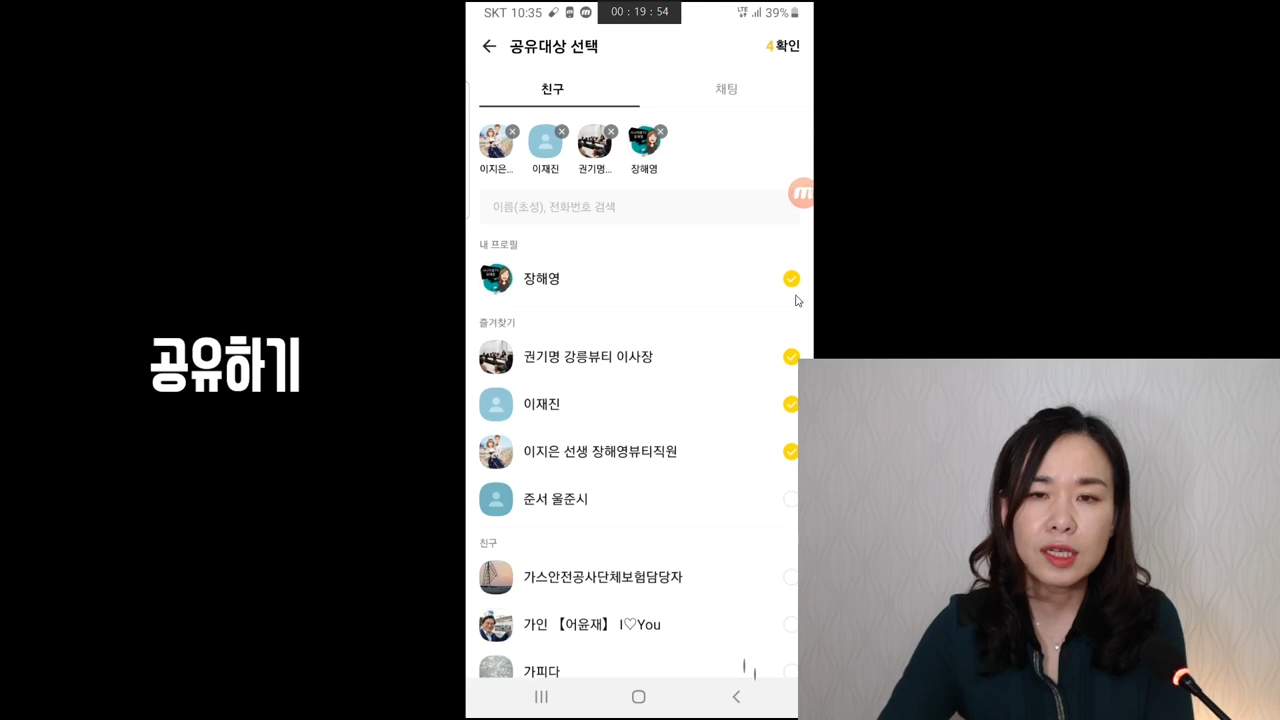 SKT 10:35
00 : 19 : 54
LTE
39%
공유대상 선택
4 확인
친구
채팅
이지은...
이재진
권기명...
장해영
이름(초성), 전화번호 검색
내 프로필
장해영
즐겨찾기
권기명 강릉뷰티 이사장
이재진
이지은 선생 장해영뷰티직원
준서 울준시
친구
가스안전공사단체보험담당자
가인 【어윤재】 I♡You
가피다
공유하기